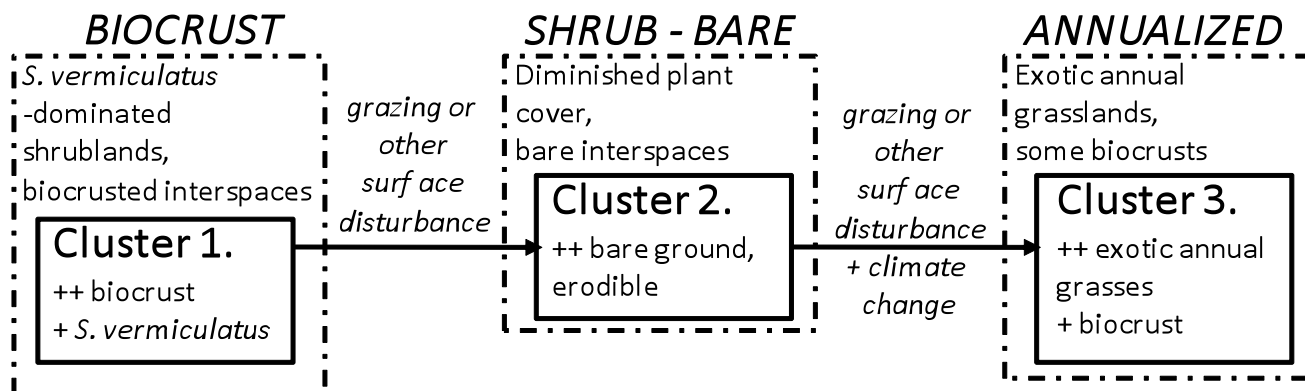 BIOCRUST
S. vermiculatus
-dominated
shrublands,
biocrusted interspaces
Cluster 1.
++ biocrust
+ S. vermiculatus
grazing or
other
surf ace
disturbance
SHRUB - BARE
Diminished plant
cover,
bare interspaces
Cluster 2.
++ bare ground,
erodible
grazing or
other
surf ace
disturbance
+ climate
change
ANNUALIZED
Exotic annual
grasslands,
some biocrusts
Cluster 3.
++ exotic annual
grasses
+ biocrust